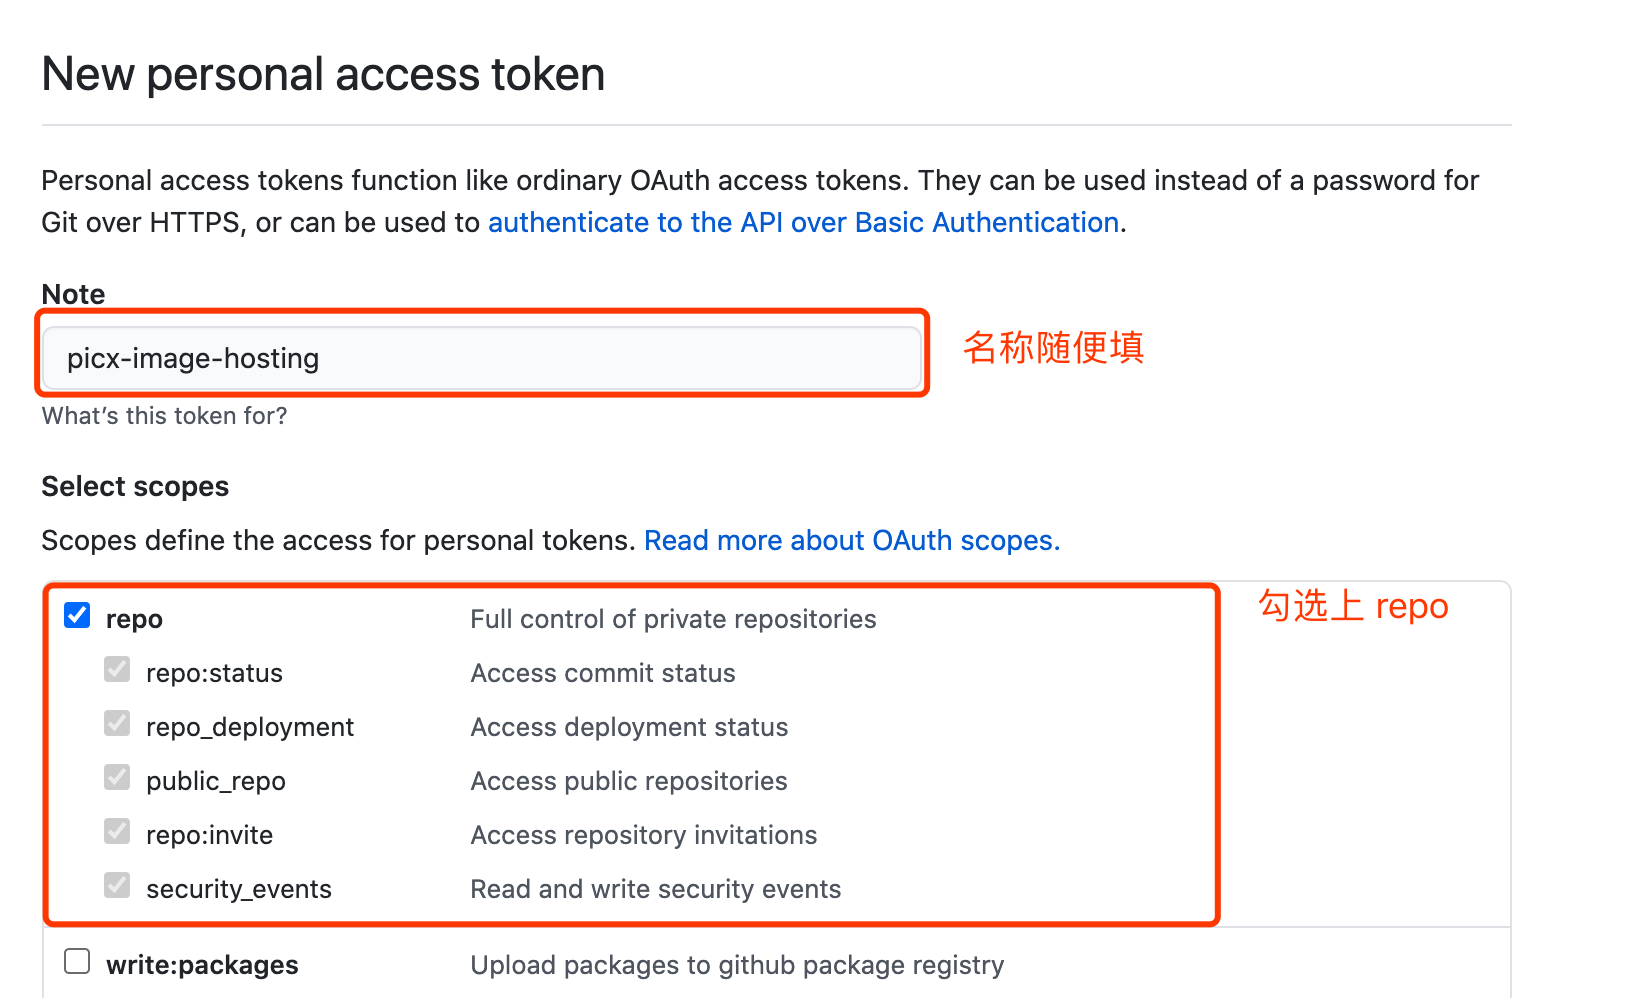 New personal access token
Personal access tokens function like ordinary OAuth access tokens. They can be used instead of a password for
Git over HTTPS, or can be used to authenticate to the API over Basic Authentication.
Note
picx-image-hosting
名称随便填
What's this token for?
Select scopes
Scopes define the access for personal tokens. Read more about OAuth scopes.
repo Full control of private repositories
勾选上 repo
repo:status Access commit status
repo_deployment Access deployment status
public_repo Access public repositories
repo:invite Access repository invitations
security_events Read and write security events
write:packages Upload packages to github package registry